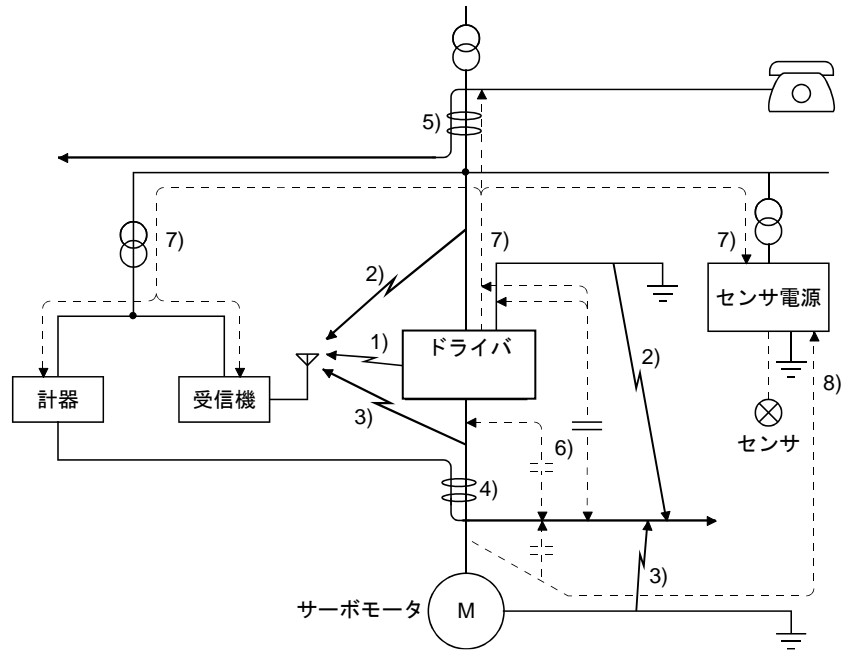 5)
7)
7)
7)
2)
センサ電源
ドライバ
1)
2)
8)
計器
受信機
3)
センサ
6)
4)
3)
サーボモータ
M